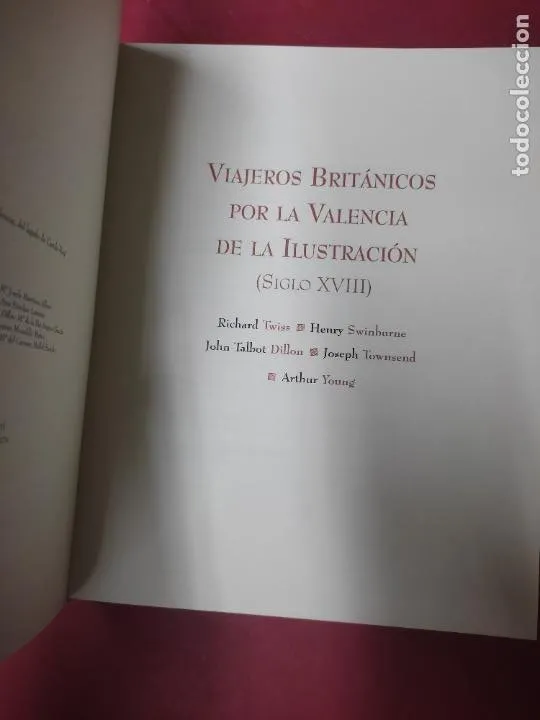 VIAJEROS BRITÁNICOS
POR LA VALENCIA
DE LA ILUSTRACIÓN
(SIGLO XVIII)
Richard Twiss Henry Swinburne
John Talbot Dillon Joseph Townsend
Arthur Young
todocoleccion